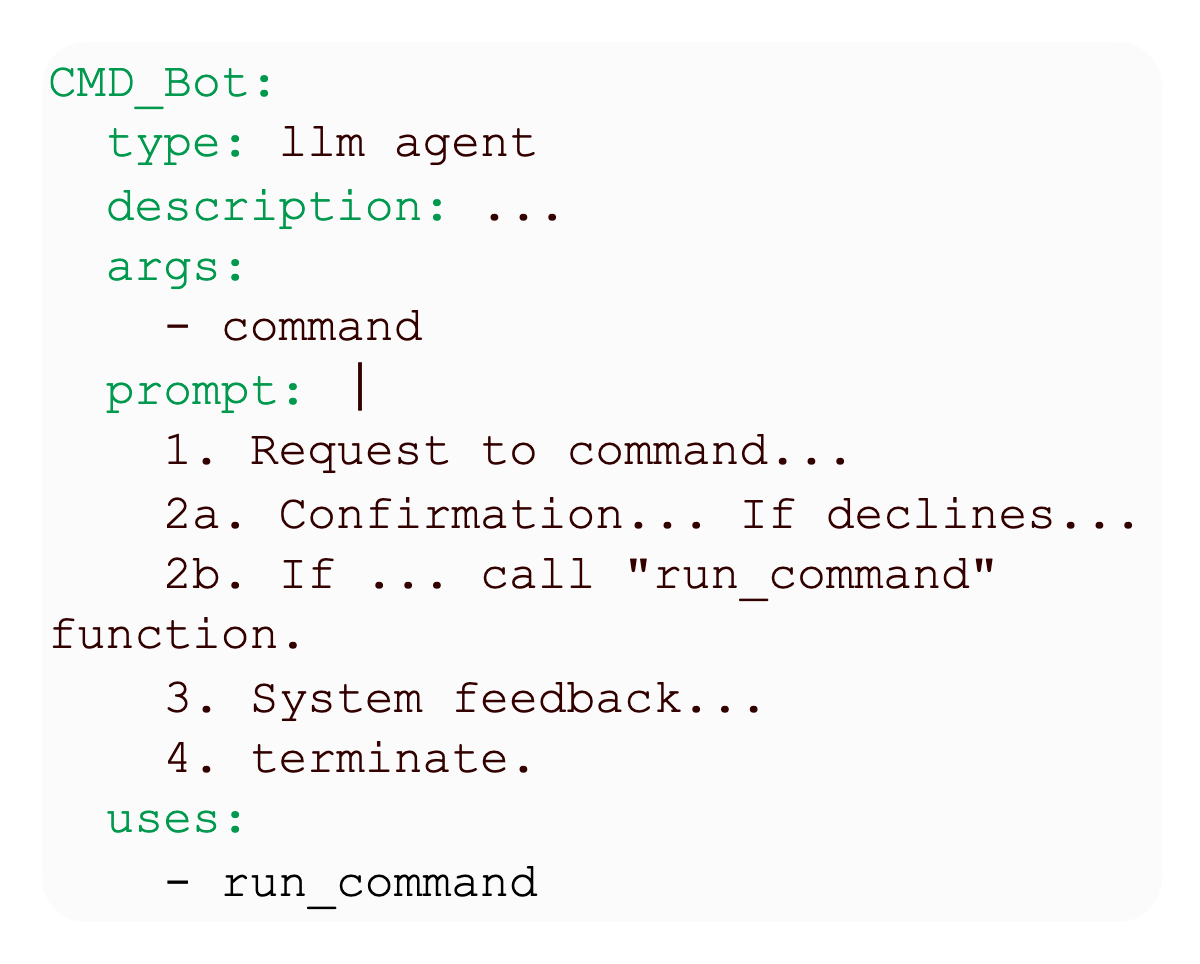 CMD_Bot:
type: llm agent
description: ...
args:
- command
prompt: |
1. Request to command...
2a. Confirmation... If declines...
2b. If ... call "run_command"
function.
3. System feedback...
4. terminate.
uses:
- run_command